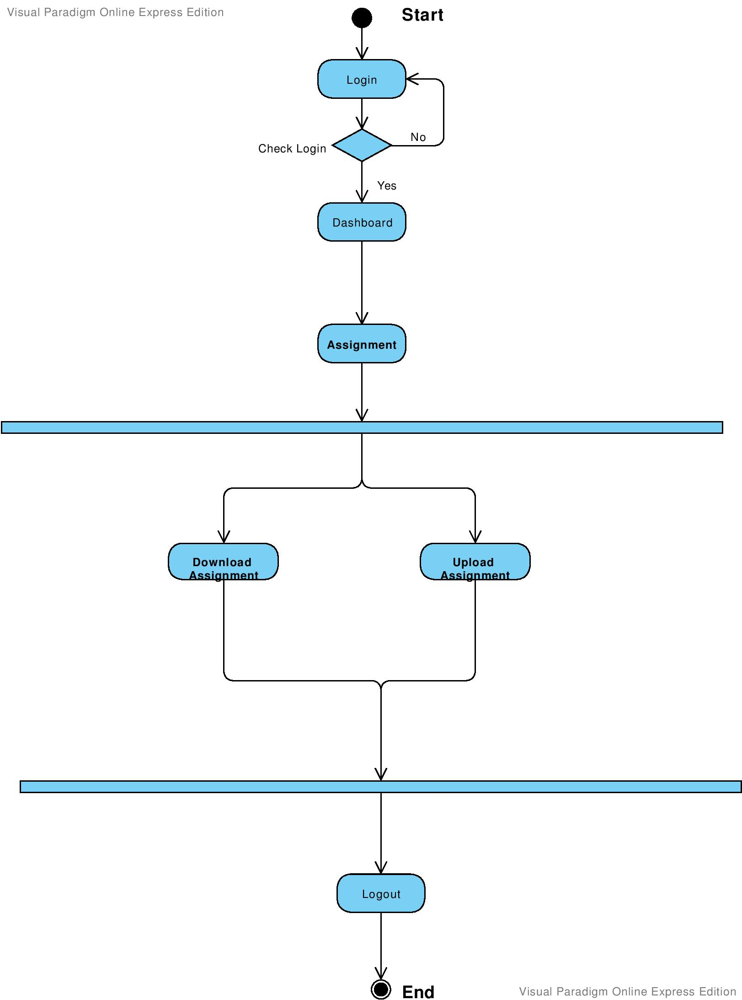 Visual Paradigm Online Express Edition
Start
Login
No
Check Login
Yes
Dashboard
Assignment
Download
Assignment
Upload
Assignment
Logout
End
Visual Paradigm Online Express Edition